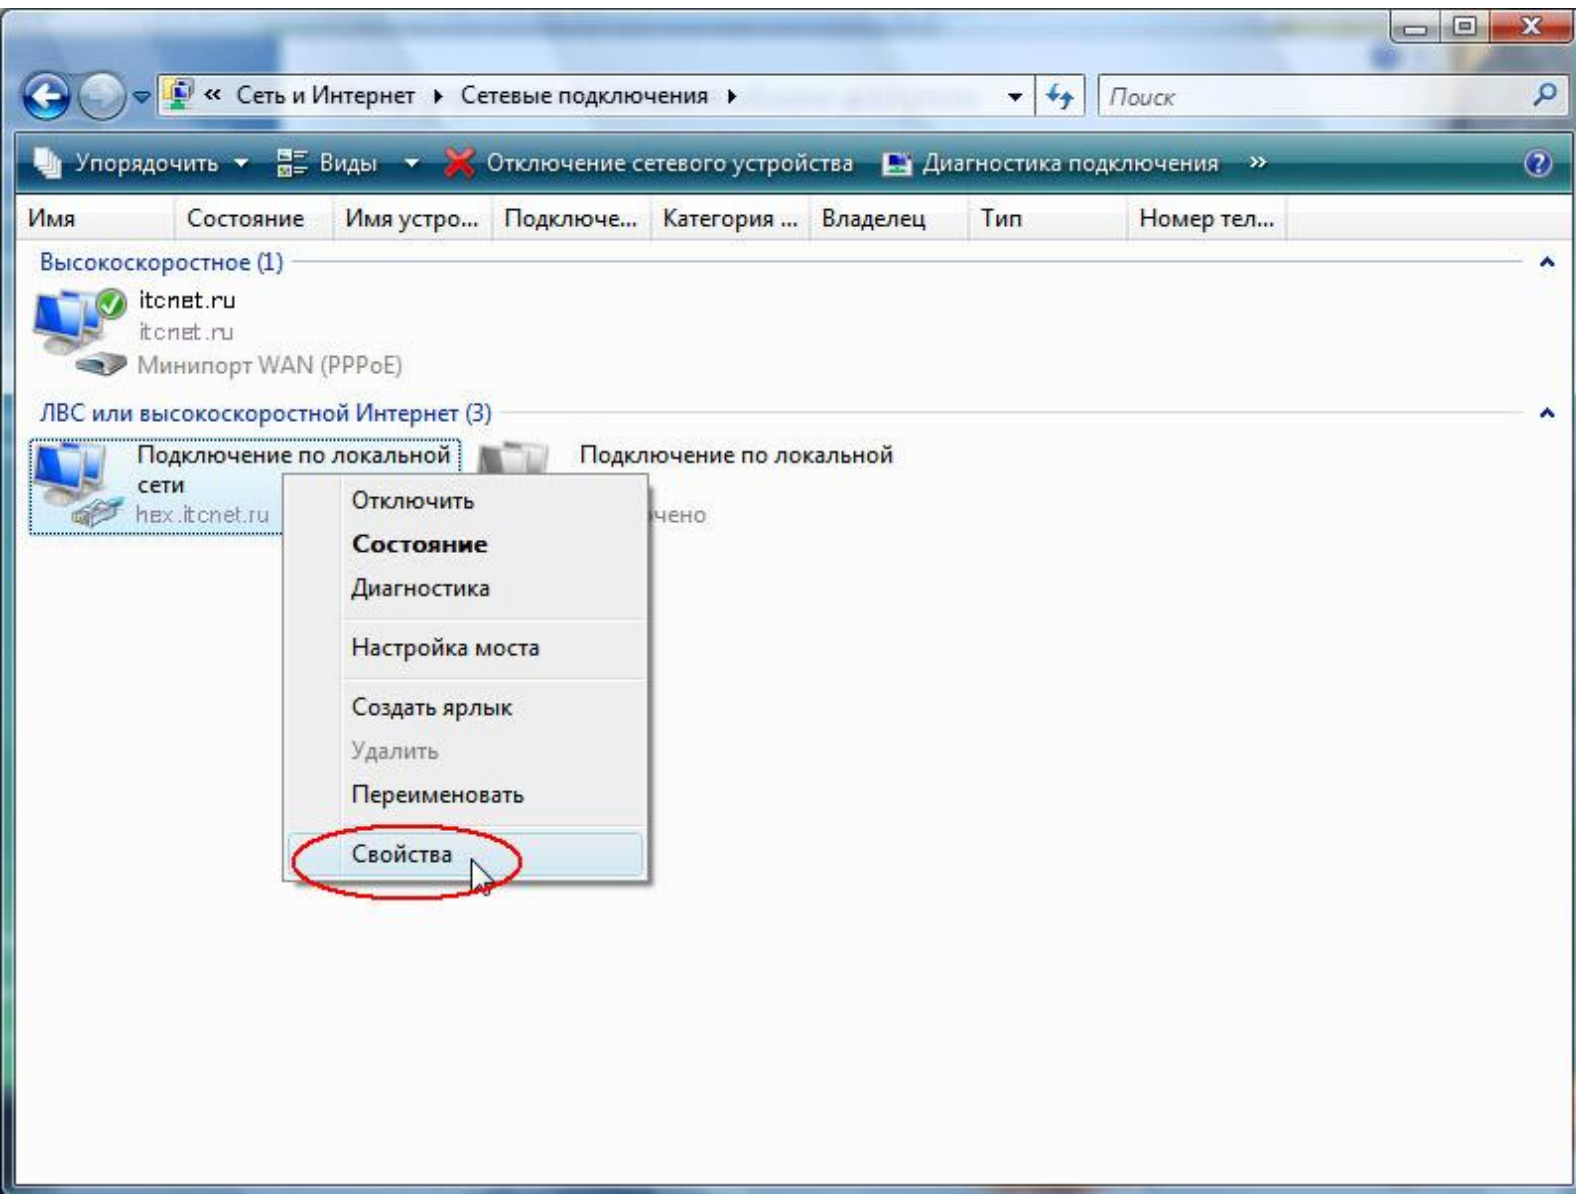 « Сеть и Интернет Сетевые подключения
Поиск
Упорядочить Виды Отключение сетевого устройства Диагностика подключения »
Имя Состояние Имя устро... Подключе... Категория ... Владелец Тип Номер тел...
Высокоскоростное (1)
itcnet.ru
itcnet.ru
Минипорт WAN (PPPoE)
ЛВС или высокоскоростной Интернет (3)
Подключение по локальной
сети
hex.itcnet.ru
Подключение по локальной
чено
Отключить
Состояние
Диагностика
Настройка моста
Создать ярлык
Удалить
Переименовать
Свойства